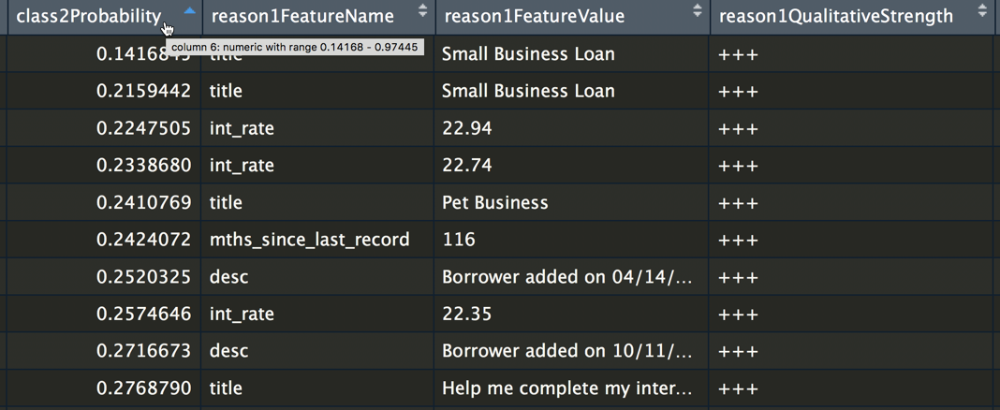 class2Probability reason1FeatureName reason1FeatureValue reason1QualitativeStrength
column 6: numeric with range 0.14168 - 0.97445
0.1416845 title Small Business Loan +++
0.2159442 title Small Business Loan +++
0.2247505 int_rate 22.94 +++
0.2338680 int_rate 22.74 +++
0.2410769 title Pet Business +++
0.2424072 mths_since_last_record 116 +++
0.2520325 desc Borrower added on 04/14/... +++
0.2574646 int_rate 22.35 +++
0.2716673 desc Borrower added on 10/11/... +++
0.2768790 title Help me complete my inter... +++